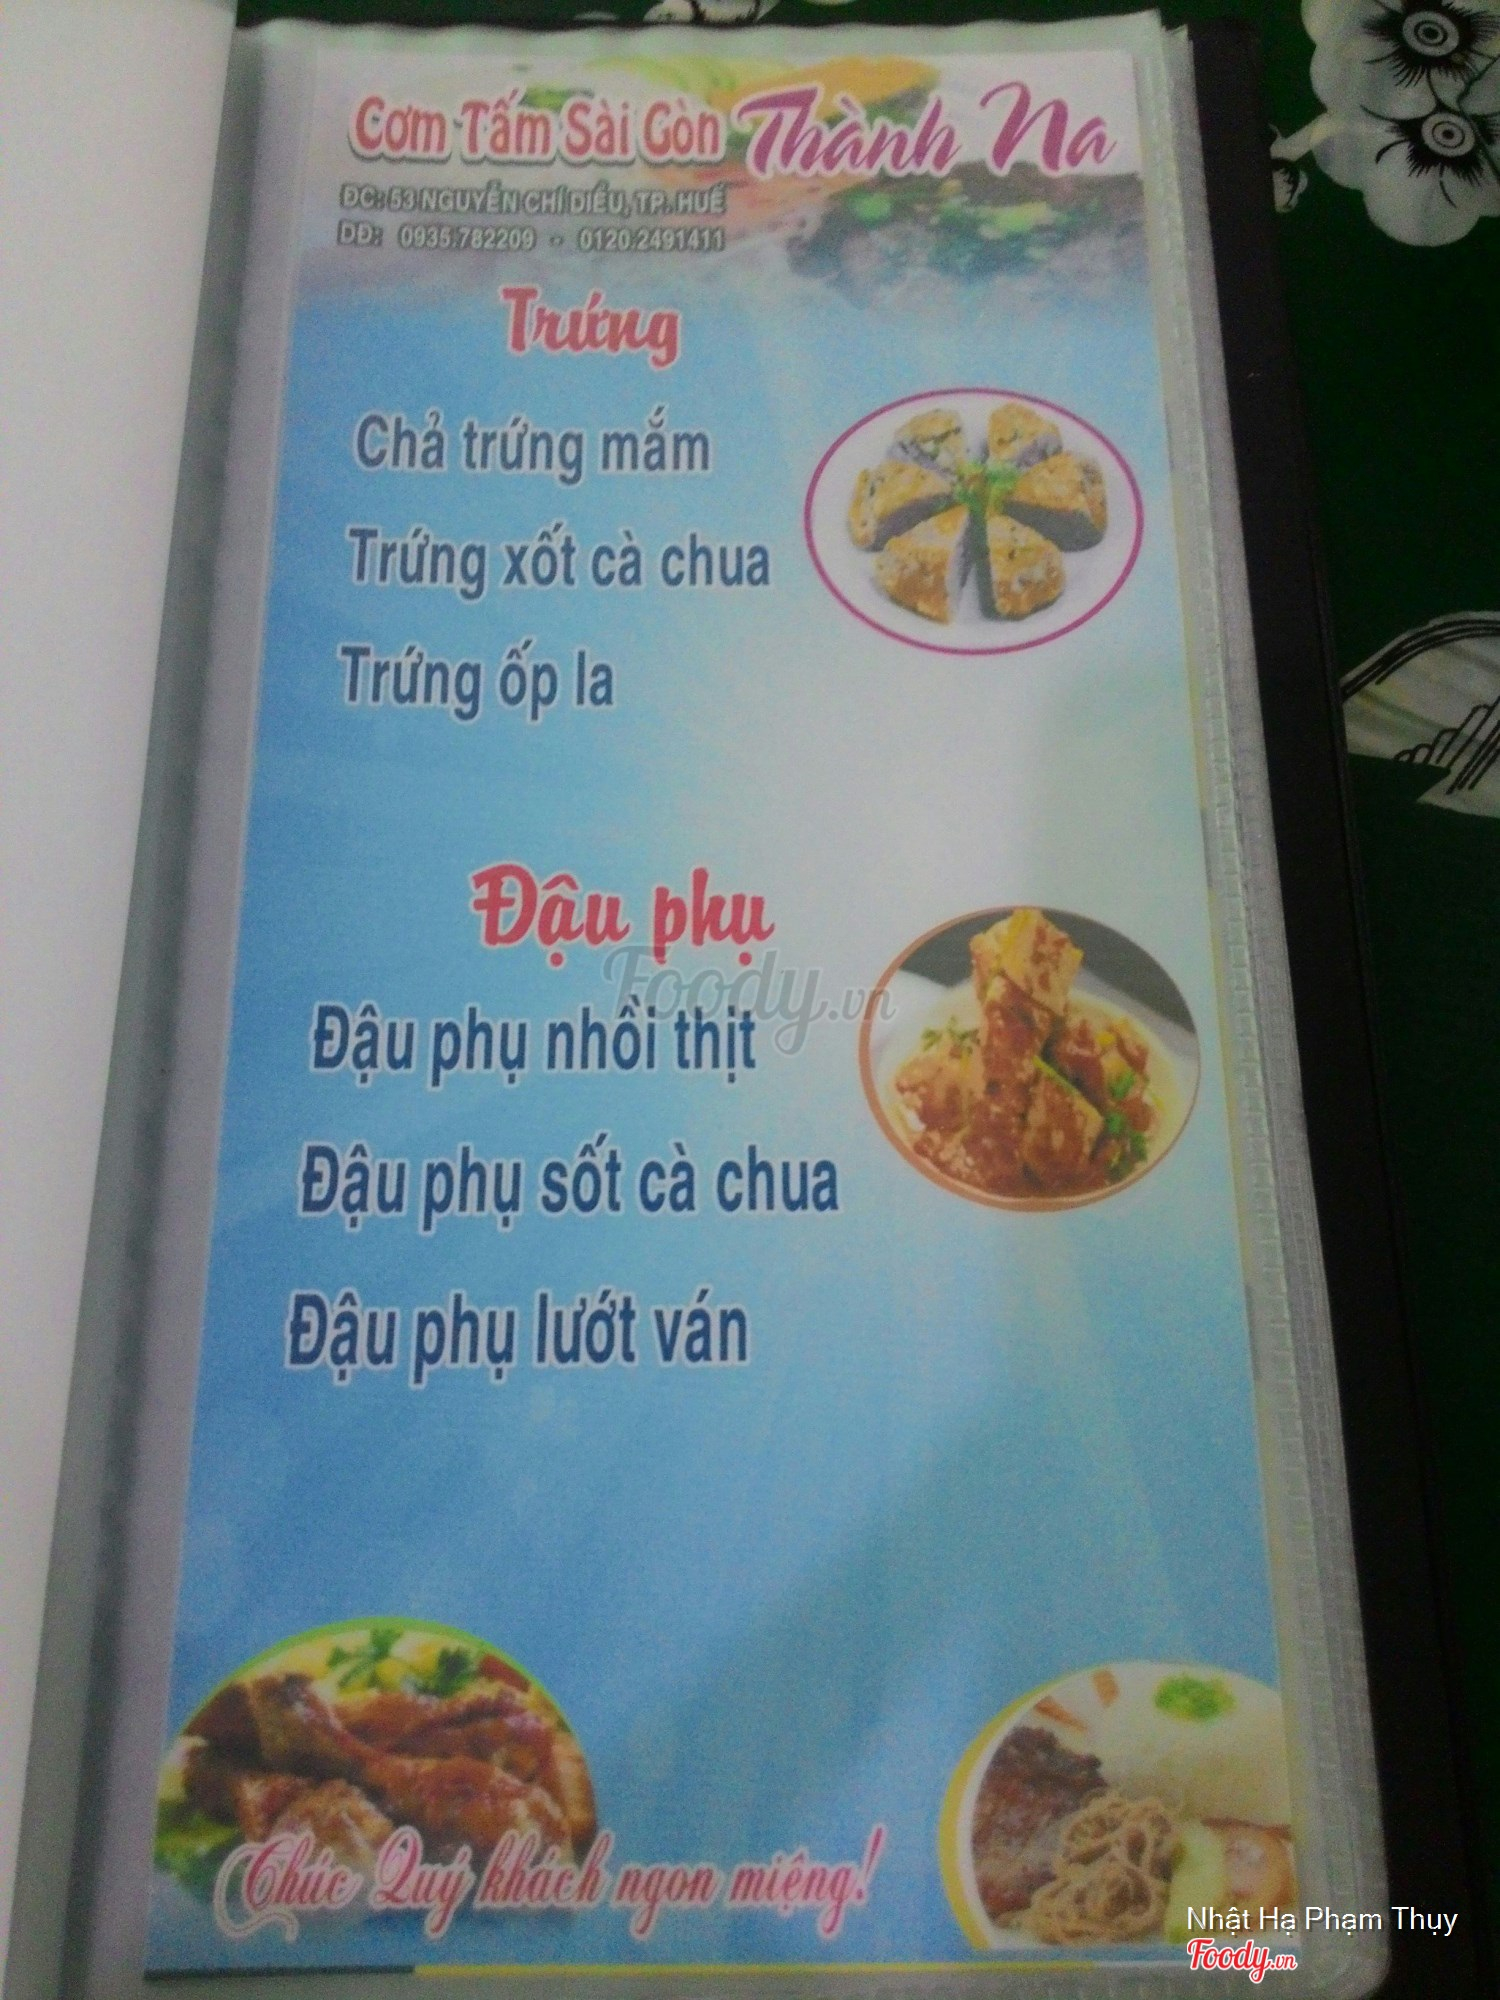 Cơm Tấm Sài Gòn Thành Na
ĐC: 53 NGUYỄN CHÍ DIỂU, TP. HUẾ
DĐ: 0935.782209 - 0120.2491411
Trứng
Chả trứng mắm
Trứng xốt cà chua
Trứng ốp la
Đậu phụ
Foody.vn
Đậu phụ nhồi thịt
Đậu phụ sốt cà chua
Đậu phụ lướt ván
Chúc Quý khách ngon miệng!
Nhật Hạ Phạm Thụy
Foody.vn